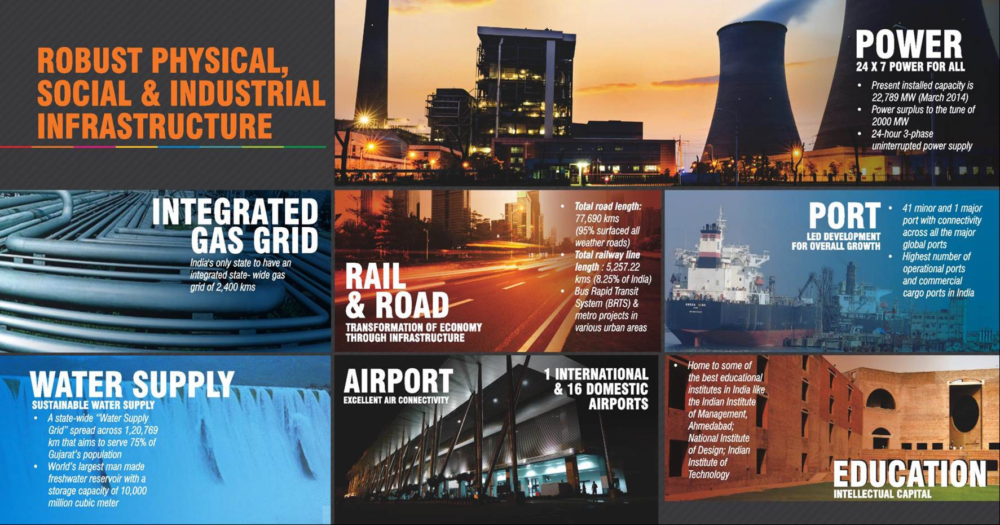 ROBUST PHYSICAL,
SOCIAL & INDUSTRIAL
INFRASTRUCTURE
POWER
24 X 7 POWER FOR ALL
• Present installed capacity is
22,789 MW (March 2014)
• Power surplus to the tune of
2000 MW
• 24-hour 3-phase
uninterrupted power supply
INTEGRATED
GAS GRID
India's only state to have an
integrated state- wide gas
grid of 2,400 kms
RAIL
& ROAD
TRANSFORMATION OF ECONOMY
THROUGH INFRASTRUCTURE
• Total road length:
77,690 kms
(95% surfaced all
weather roads)
• Total railway line
length : 5,257.22
kms (8.25% of India)
• Bus Rapid Transit
System (BRTS) &
metro projects in
various urban areas
PORT
LED DEVELOPMENT
FOR OVERALL GROWTH
• 41 minor and 1 major
port with connectivity
across all the major
global ports
• Highest number of
operational ports
and commercial
cargo ports in India
WATER SUPPLY
SUSTAINABLE WATER SUPPLY
• A state-wide “Water Supply
Grid” spread across 1,20,769
km that aims to serve 75% of
Gujarat's population
• World's largest man made
freshwater reservoir with a
storage capacity of 10,000
million cubic meter
AIRPORT
EXCELLENT AIR CONNECTIVITY
1 INTERNATIONAL
& 16 DOMESTIC
AIRPORTS
• Home to some of
the best educational
institutes in India like
the Indian Institute
of Management,
Ahmedabad;
National Institute
of Design; Indian
Institute of
Technology
EDUCATION
INTELLECTUAL CAPITAL